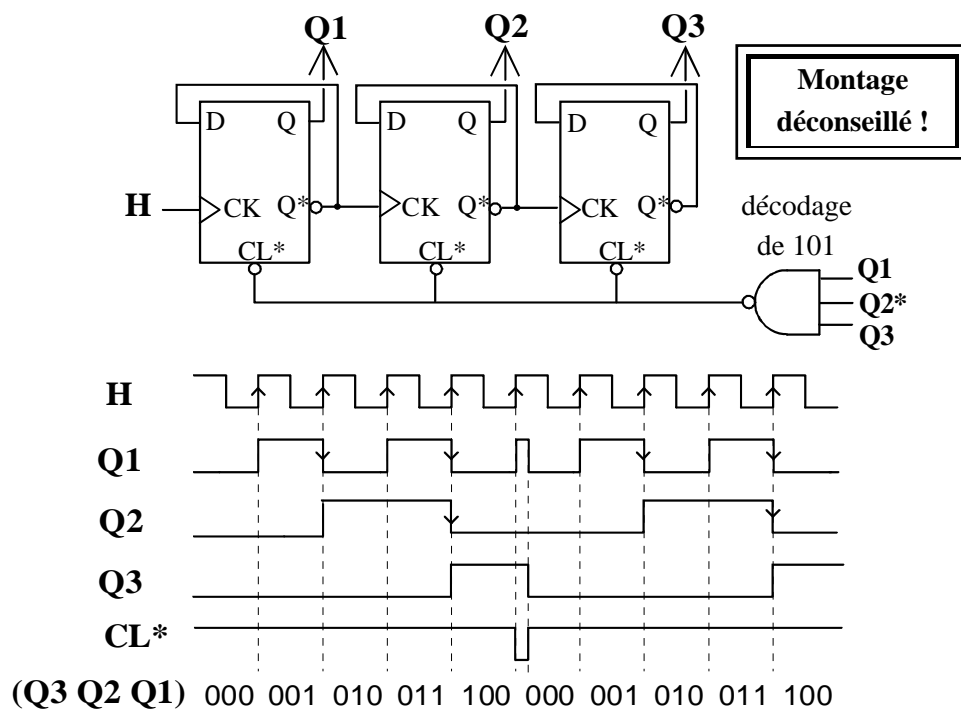 Q1 Q2 Q3
Montage
déconseillé !
D Q D Q D Q
H CK Q* CK Q* CK Q*
CL* CL* CL*
décodage
de 101
Q1
Q2*
Q3
H
Q1
Q2
Q3
CL*
(Q3 Q2 Q1) 000 001 010 011 100 000 001 010 011 100